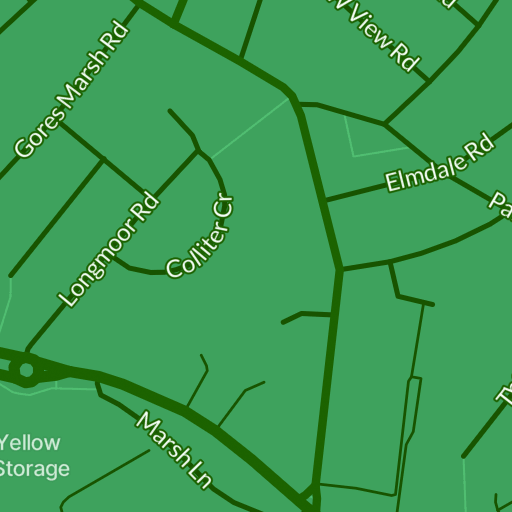 View Rd
Gores Marsh Rd
Elmdale Rd
Longmoor Rd
Colliter Cr
Marsh Ln
Yellow
Storage